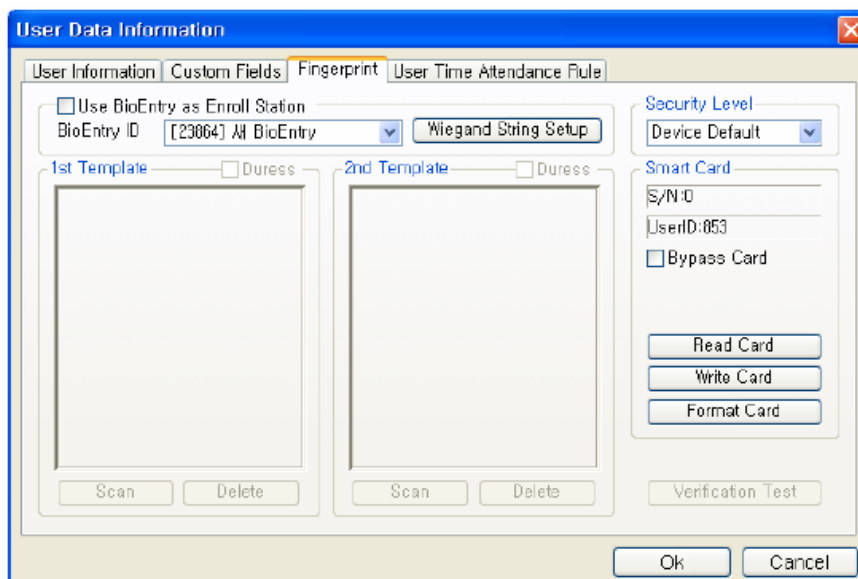 User Data Information
User Information Custom Fields Fingerprint User Time Attendance Rule
Use BioEntry as Enroll Station
BioEntry ID [23864] 새 BioEntry Wiegand String Setup
Security Level
Device Default
1st Template Duress
2nd Template Duress
Smart Card
S/N:0
UserID:853
Bypass Card
Read Card
Write Card
Format Card
Scan Delete
Scan Delete
Verification Test
Ok Cancel